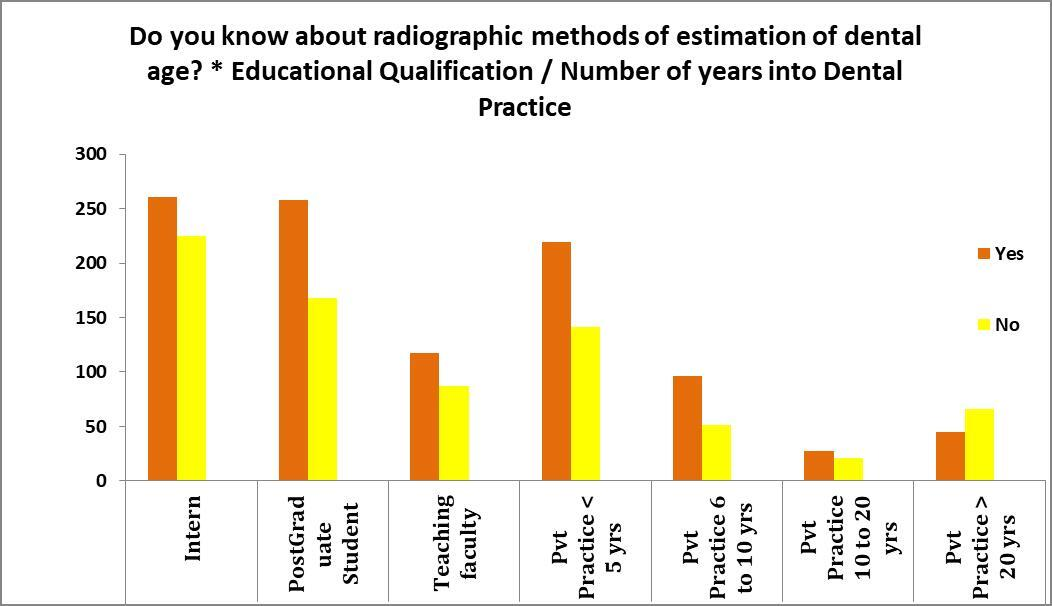 Do you know about radiographic methods of estimation of dental
age? * Educational Qualification / Number of years into Dental
Practice
300
250
200
150
100
50
0
Yes
No
Intern
PostGrad
uate
Student
Teaching
faculty
Pvt
Practice <
5 yrs
Pvt
Practice 6
to 10 yrs
Pvt
Practice
10 to 20
yrs
Pvt
Practice >
20 yrs